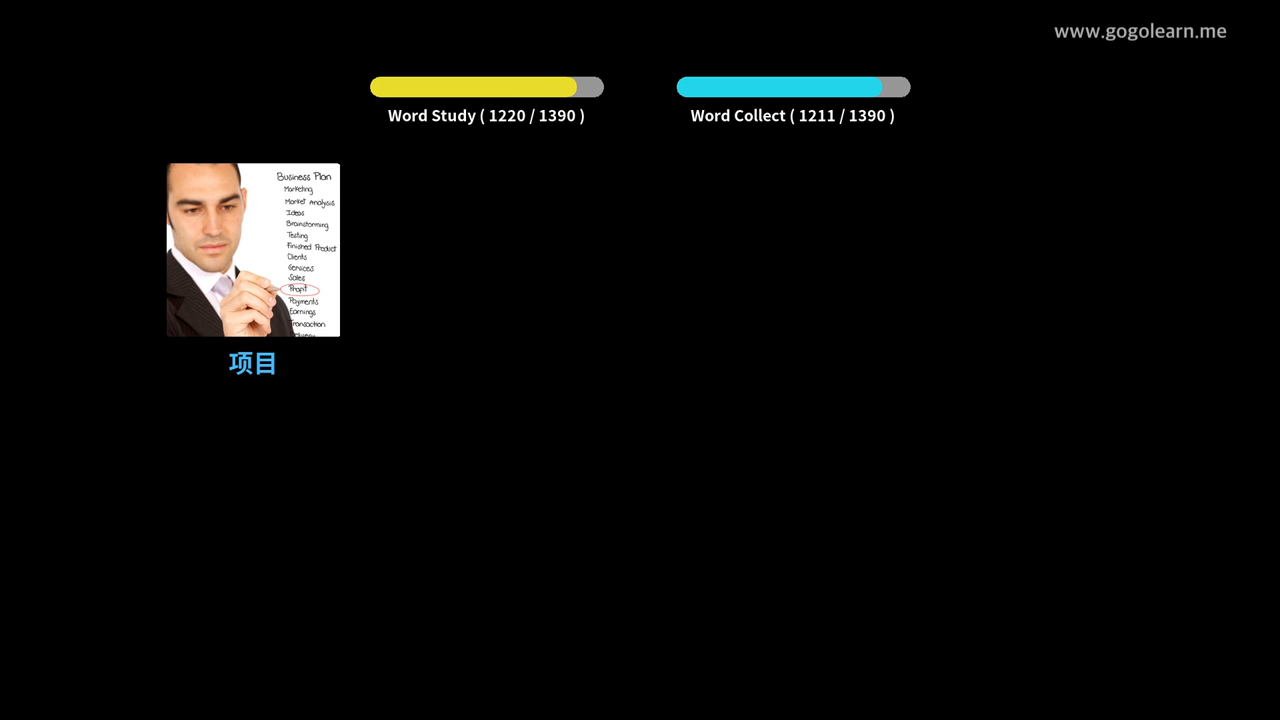 www.gogolearn.me
Word Study ( 1220 / 1390 )
Word Collect ( 1211 / 1390 )
Business Plan
Marketing
Market Analysis
Ideas
Brainstorming
Testing
Finished Product
Clients
Services
Sales
Profit
Payments
Earnings
Transaction
项目